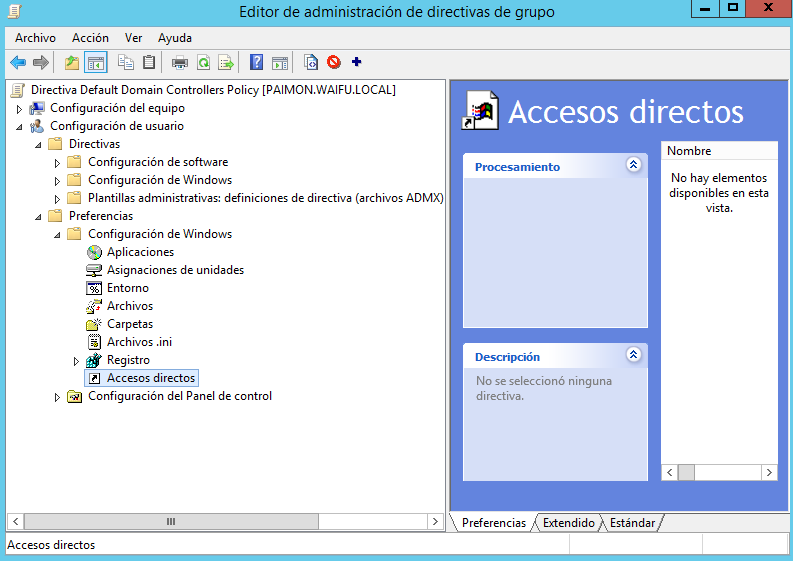 Editor de administración de directivas de grupo
Archivo Acción Ver Ayuda
Directiva Default Domain Controllers Policy [PAIMON.WAIFU.LOCAL]
Configuración del equipo
Configuración de usuario
Directivas
Configuración de software
Configuración de Windows
Plantillas administrativas: definiciones de directiva (archivos ADMX)
Preferencias
Configuración de Windows
Aplicaciones
Asignaciones de unidades
Entorno
Archivos
Carpetas
Archivos .ini
Registro
Accesos directos
Configuración del Panel de control
Accesos directos
Procesamiento
Descripción
No se seleccionó ninguna
directiva.
Nombre
No hay elementos
disponibles en esta
vista.
Preferencias Extendido Estándar
Accesos directos